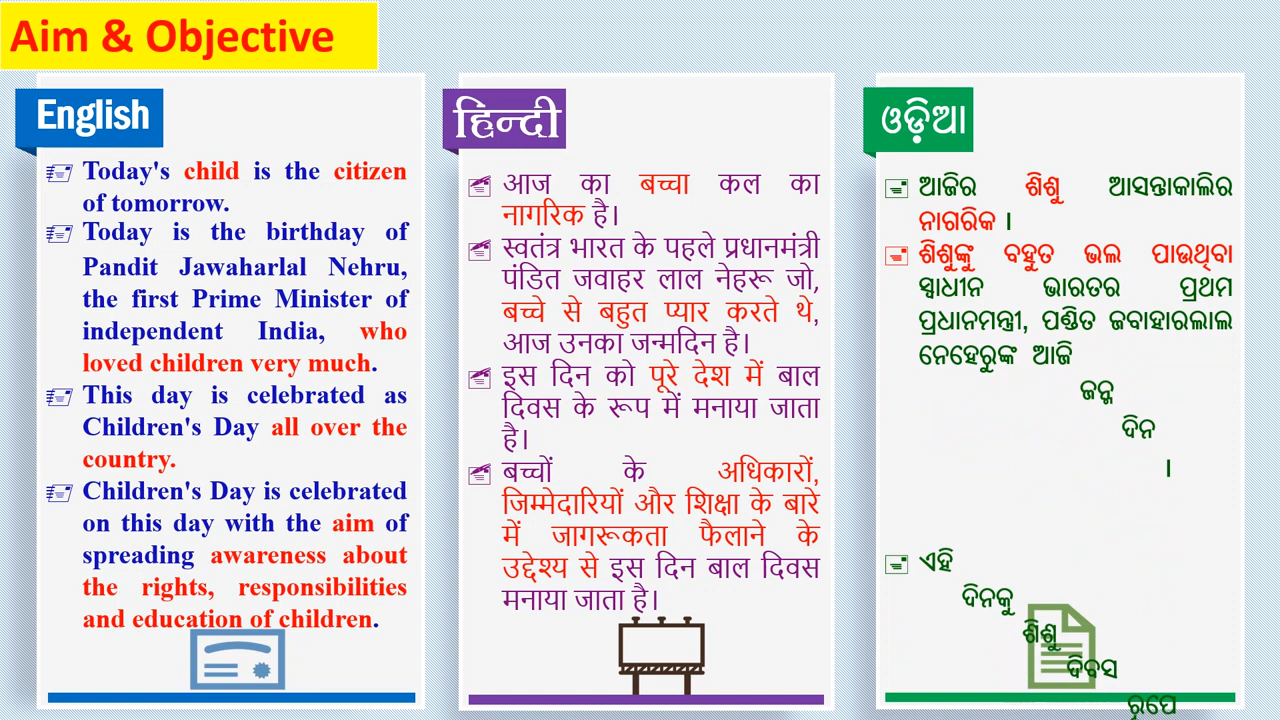 Aim & Objective
English
Today's child is the citizen
of tomorrow.
Today is the birthday of
Pandit Jawaharlal Nehru,
the first Prime Minister of
independent India, who
loved children very much.
This day is celebrated as
Children's Day all over the
country.
Children's Day is celebrated
on this day with the aim of
spreading awareness about
the rights, responsibilities
and education of children.
हिन्दी
आज का बच्चा कल का
नागरिक है।
स्वतंत्र भारत के पहले प्रधानमंत्री
पंडित जवाहर लाल नेहरू जो,
बच्चे से बहुत प्यार करते थे,
आज उनका जन्मदिन है।
इस दिन को पूरे देश में बाल
दिवस के रूप में मनाया जाता
है।
बच्चों के अधिकारों,
जिम्मेदारियों और शिक्षा के बारे
में जागरूकता फैलाने के
उद्देश्य से इस दिन बाल दिवस
मनाया जाता है।
ଓଡ଼ିଆ
ଆଜିର ଶିଶୁ ଆସନ୍ତାକାଲିର
ନାଗରିକ ।
ଶିଶୁଙ୍କୁ ବହୁତ ଭଲ ପାଉଥିବା
ସ୍ୱାଧୀନ ଭାରତର ପ୍ରଥମ
ପ୍ରଧାନମନ୍ତ୍ରୀ, ପଣ୍ଡିତ ଜବାହାରଲାଲ
ନେହେରୁଙ୍କ ଆଜି
ଜନ୍ମ
ଦିନ
।
ଏହି
ଦିନକୁ
ଶିଶୁ
ଦିବସ
ରୂପେ